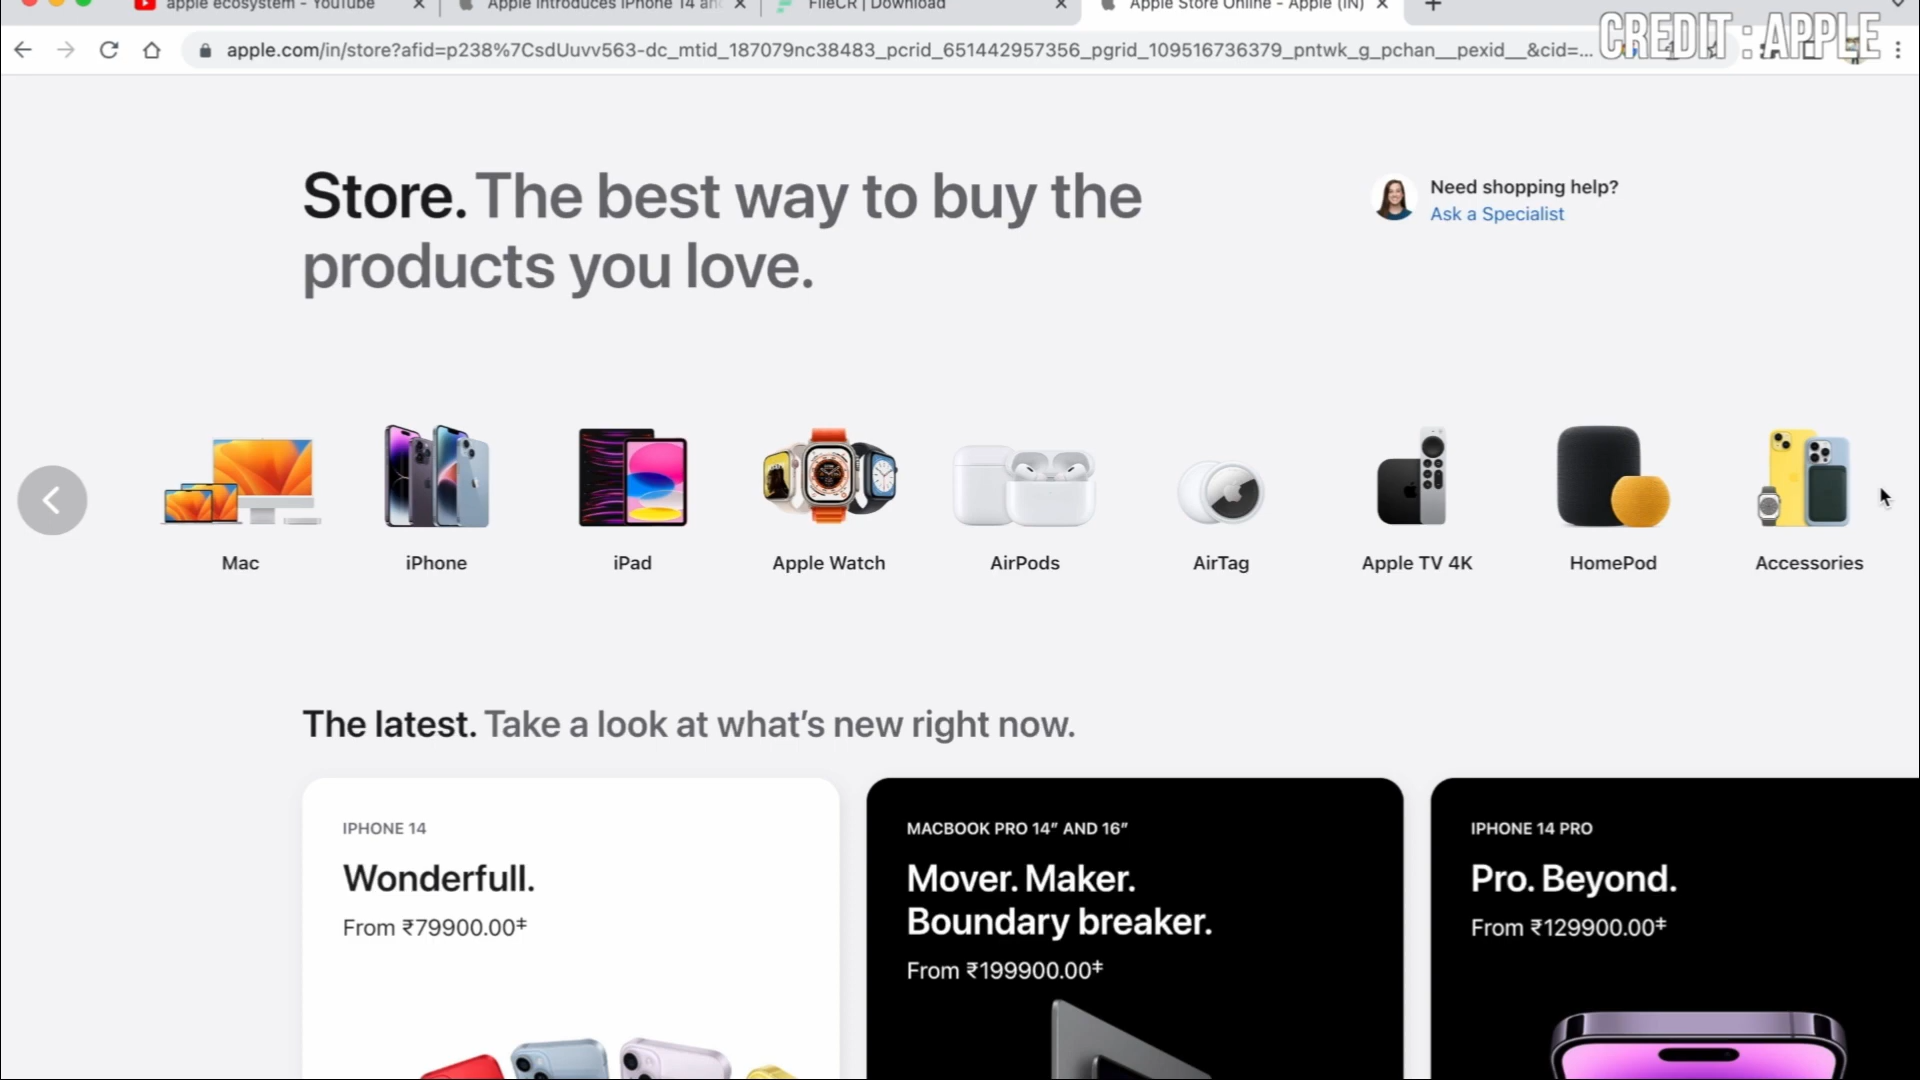 apple ecosystem - YouTube
Apple introduces iPhone 14 an
FileCR | Download
Apple Store Online - Apple (IN)
apple.com/in/store?afid=p238%7CsdUuvv563-dc_mtid_187079nc38483_pcrid_651442957356_pgrid_109516736379_pntwk_g_pchan__pexid__&cid=...
CREDIT : APPLE
Store. The best way to buy the
products you love.
Need shopping help?
Ask a Specialist
Mac
iPhone
iPad
Apple Watch
AirPods
AirTag
Apple TV 4K
HomePod
Accessories
The latest. Take a look at what’s new right now.
IPHONE 14
Wonderfull.
From ₹79900.00‡
MACBOOK PRO 14” AND 16”
Mover. Maker.
Boundary breaker.
From ₹199900.00‡
IPHONE 14 PRO
Pro. Beyond.
From ₹129900.00‡